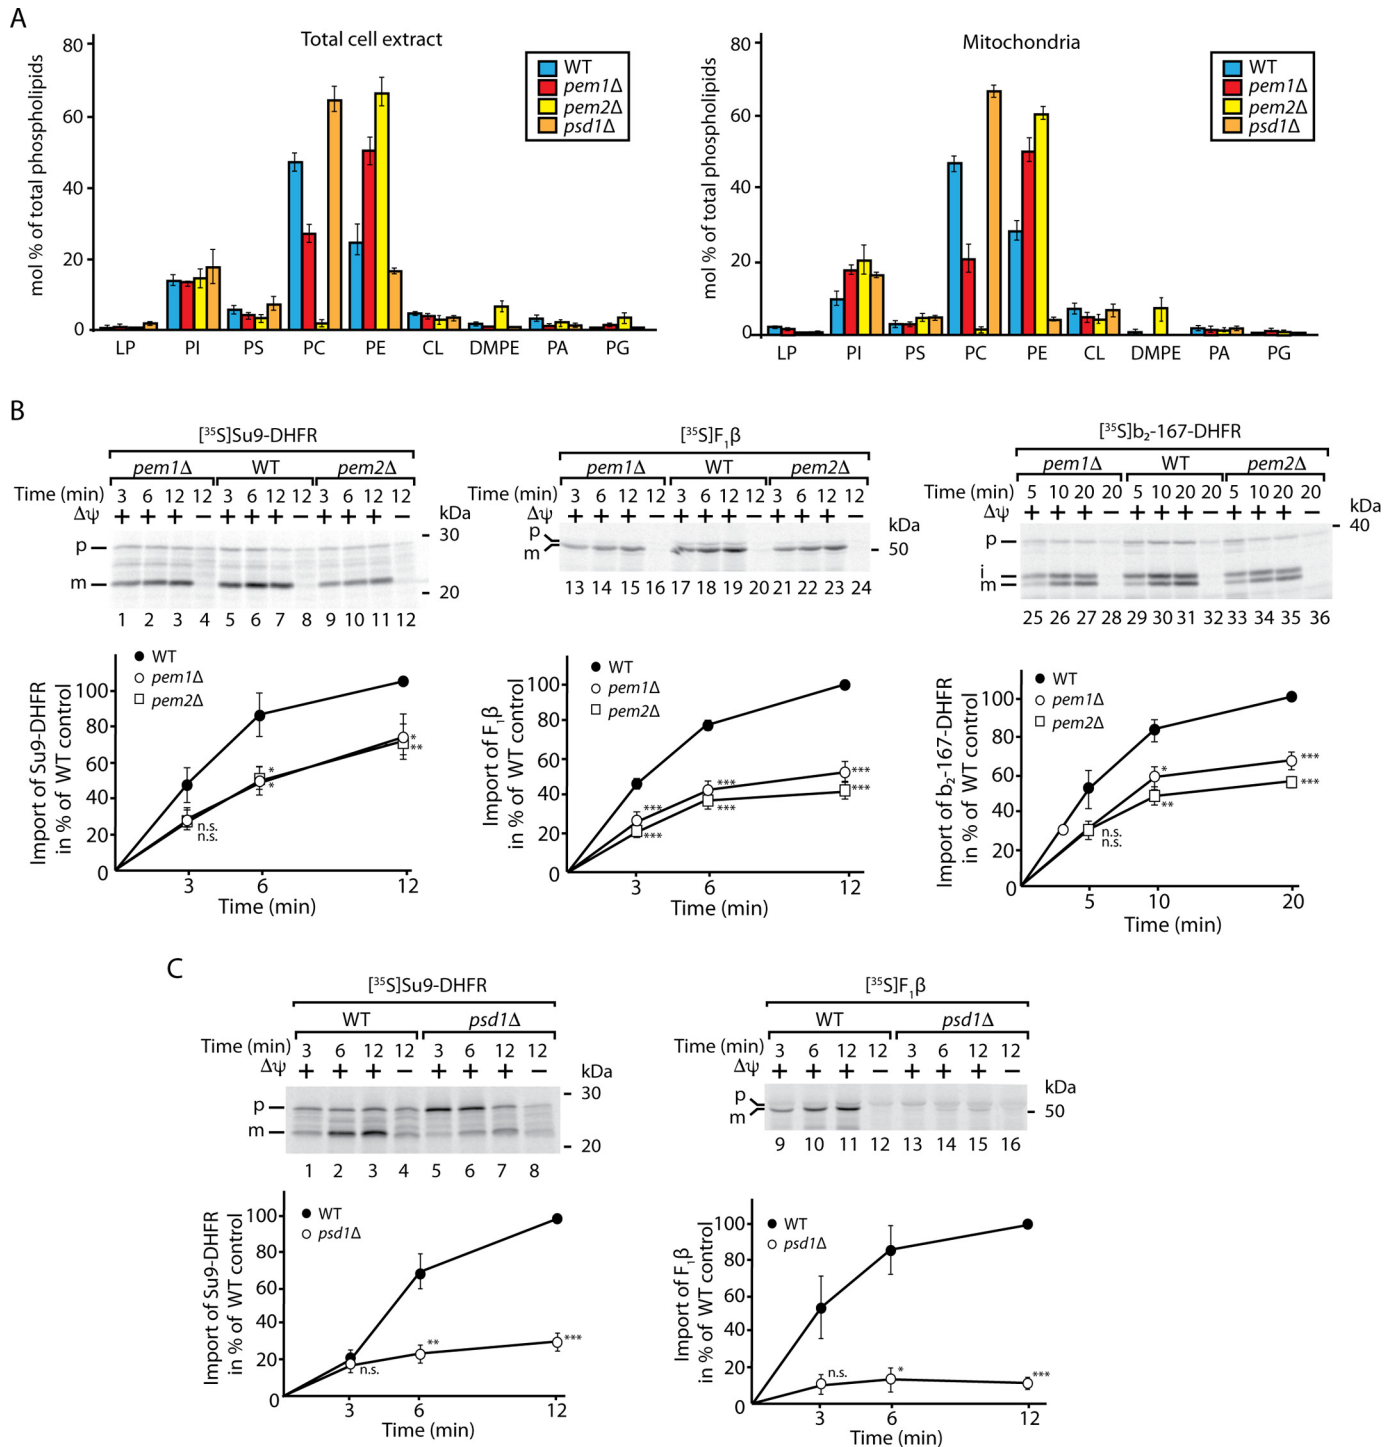 A
Total cell extract
mol % of total phospholipids
80
60
40
20
0
WT
pem1Δ
pem2Δ
psd1Δ
LP PI PS PC PE CL DMPE PA PG
Mitochondria
mol % of total phospholipids
80
60
40
20
0
WT
pem1Δ
pem2Δ
psd1Δ
LP PI PS PC PE CL DMPE PA PG
B
[³⁵S]Su9-DHFR
pem1Δ WT pem2Δ
Time (min) 3 6 12 12 3 6 12 12 3 6 12 12
Δψ + + + − + + + − + + + −
kDa
p
30
m
20
1 2 3 4 5 6 7 8 9 10 11 12
[³⁵S]F₁β
pem1Δ WT pem2Δ
Time (min) 3 6 12 12 3 6 12 12 3 6 12 12
Δψ + + + − + + + − + + + −
kDa
p
m
50
13 14 15 16 17 18 19 20 21 22 23 24
[³⁵S]b₂-167-DHFR
pem1Δ WT pem2Δ
Time (min) 5 10 20 20 5 10 20 20 5 10 20 20
Δψ + + + − + + + − + + + −
kDa
40
p
i
m
25 26 27 28 29 30 31 32 33 34 35 36
Import of Su9-DHFR
in % of WT control
100
80
60
40
20
0
WT
pem1Δ
pem2Δ
n.s.
n.s.
*
*
*
**
3 6 12
Time (min)
Import of F₁β
in % of WT control
100
80
60
40
20
0
WT
pem1Δ
pem2Δ
***
***
***
***
***
***
3 6 12
Time (min)
Import of b₂-167-DHFR
in % of WT control
100
80
60
40
20
0
WT
pem1Δ
pem2Δ
n.s.
n.s.
*
**
***
***
5 10 20
Time (min)
C
[³⁵S]Su9-DHFR
WT psd1Δ
Time (min) 3 6 12 12 3 6 12 12
Δψ + + + − + + + −
kDa
30
p
m
20
1 2 3 4 5 6 7 8
[³⁵S]F₁β
WT psd1Δ
Time (min) 3 6 12 12 3 14 12 12
Δψ + + + − + + + −
kDa
p
m
50
9 10 11 12 13 14 15 16
Import of Su9-DHFR
in % of WT control
100
80
60
40
20
0
WT
psd1Δ
n.s.
**
***
3 6 12
Time (min)
Import of F₁β
in % of WT control
100
80
60
40
20
0
WT
psd1Δ
n.s.
*
***
3 6 12
Time (min)